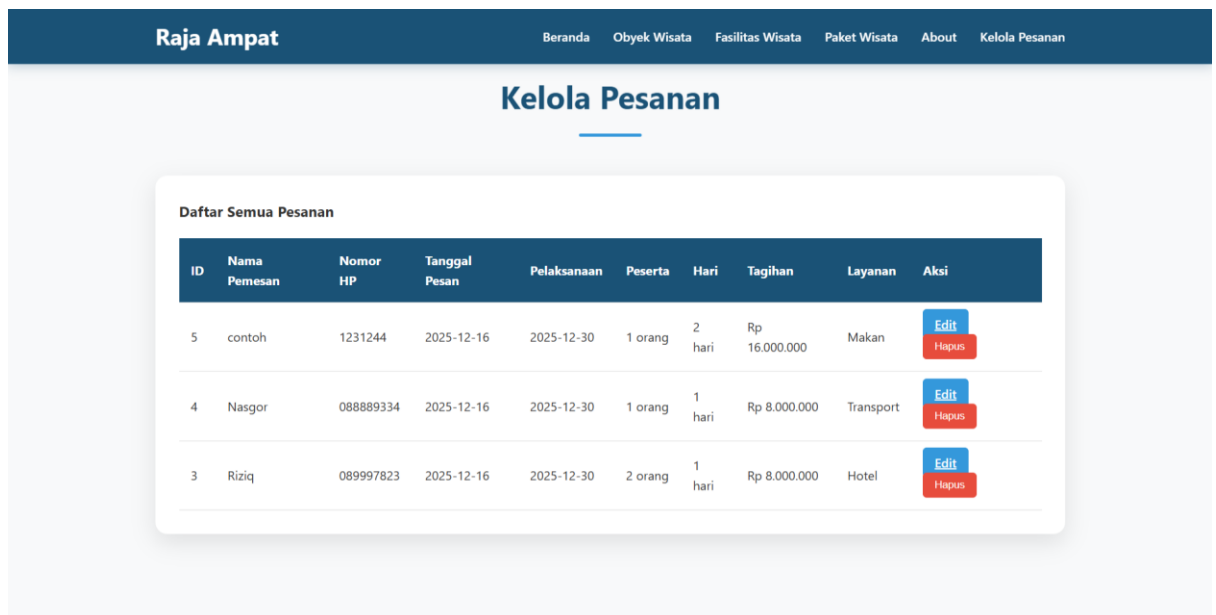 Raja Ampat Beranda Obyek Wisata Fasilitas Wisata Paket Wisata About Kelola Pesanan
Kelola Pesanan
Daftar Semua Pesanan
ID Nama Pemesan Nomor HP Tanggal Pesan Pelaksanaan Peserta Hari Tagihan Layanan Aksi
5 contoh 1231244 2025-12-16 2025-12-30 1 orang 2 hari Rp 16.000.000 Makan Edit Hapus
4 Nasgor 088889334 2025-12-16 2025-12-30 1 orang 1 hari Rp 8.000.000 Transport Edit Hapus
3 Riziq 089997823 2025-12-16 2025-12-30 2 orang 1 hari Rp 8.000.000 Hotel Edit Hapus